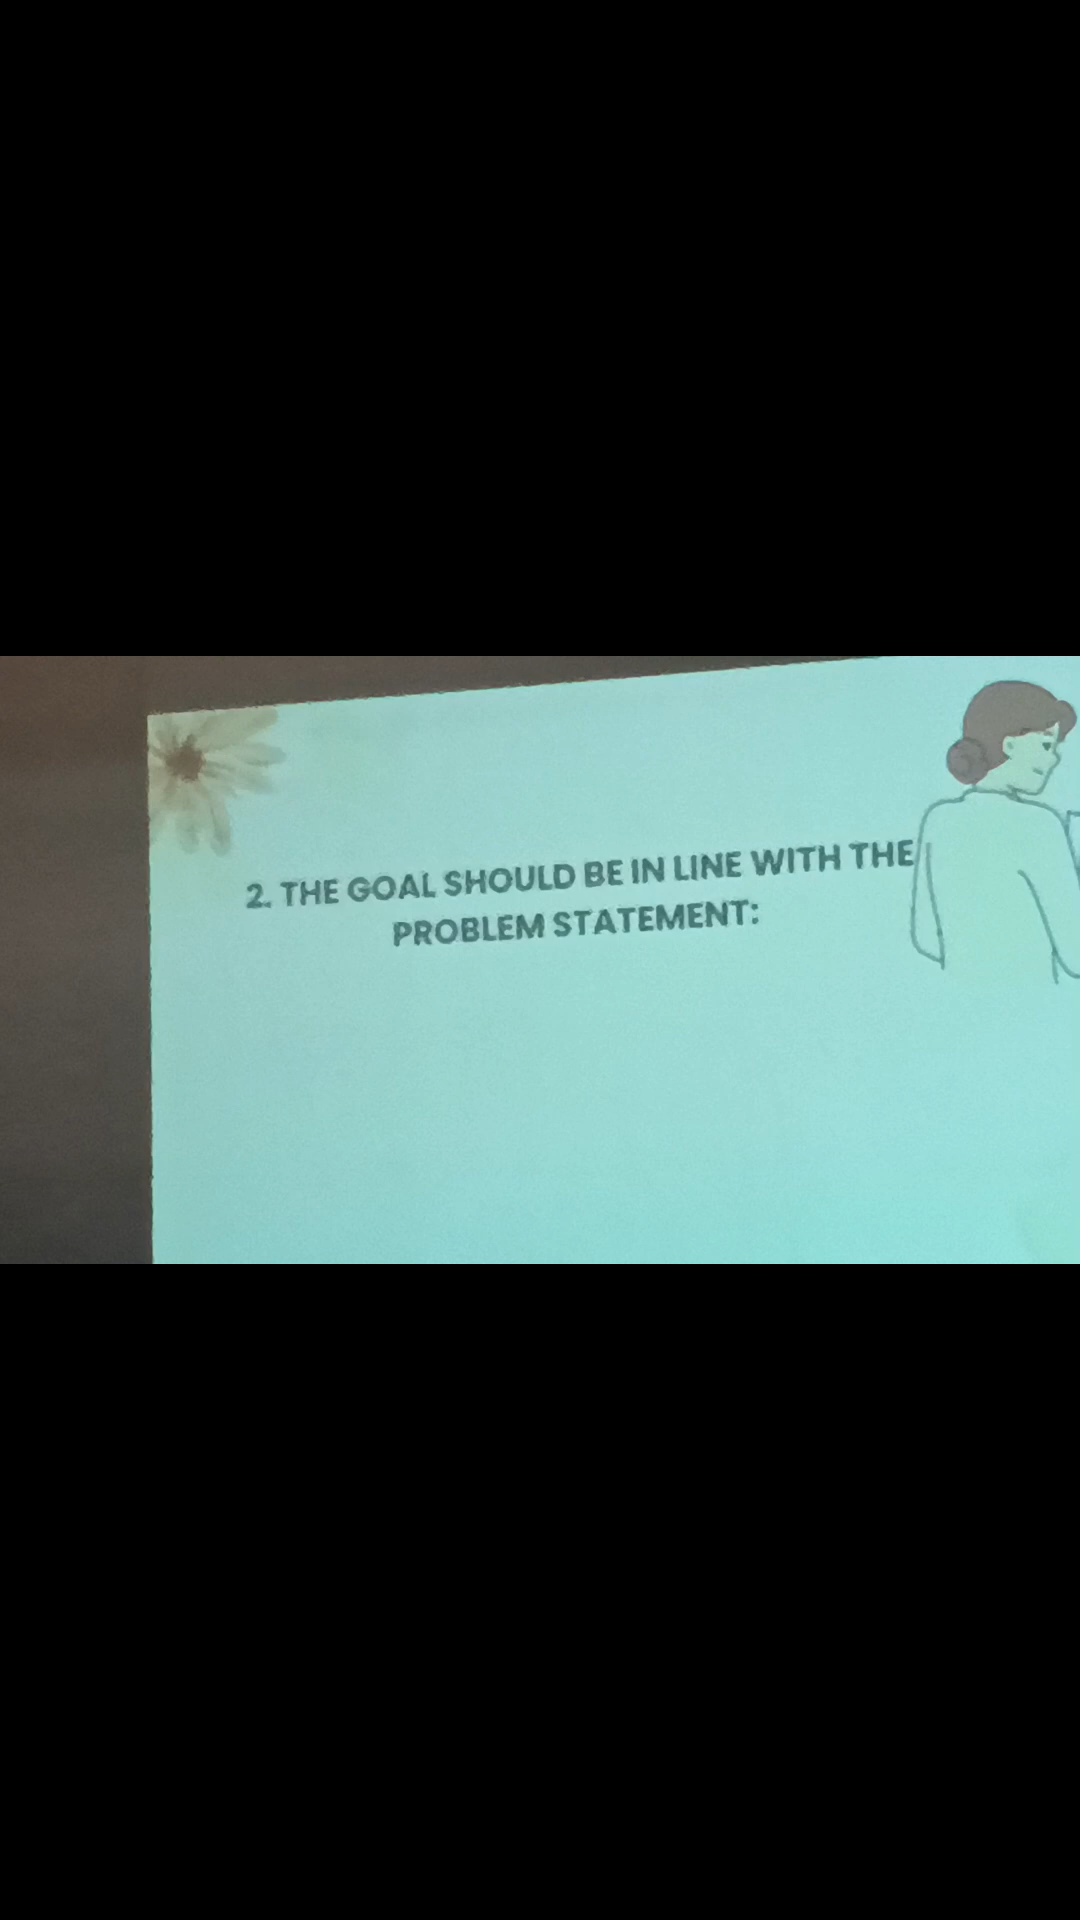 2. THE GOAL SHOULD BE IN LINE WITH THE
PROBLEM STATEMENT: